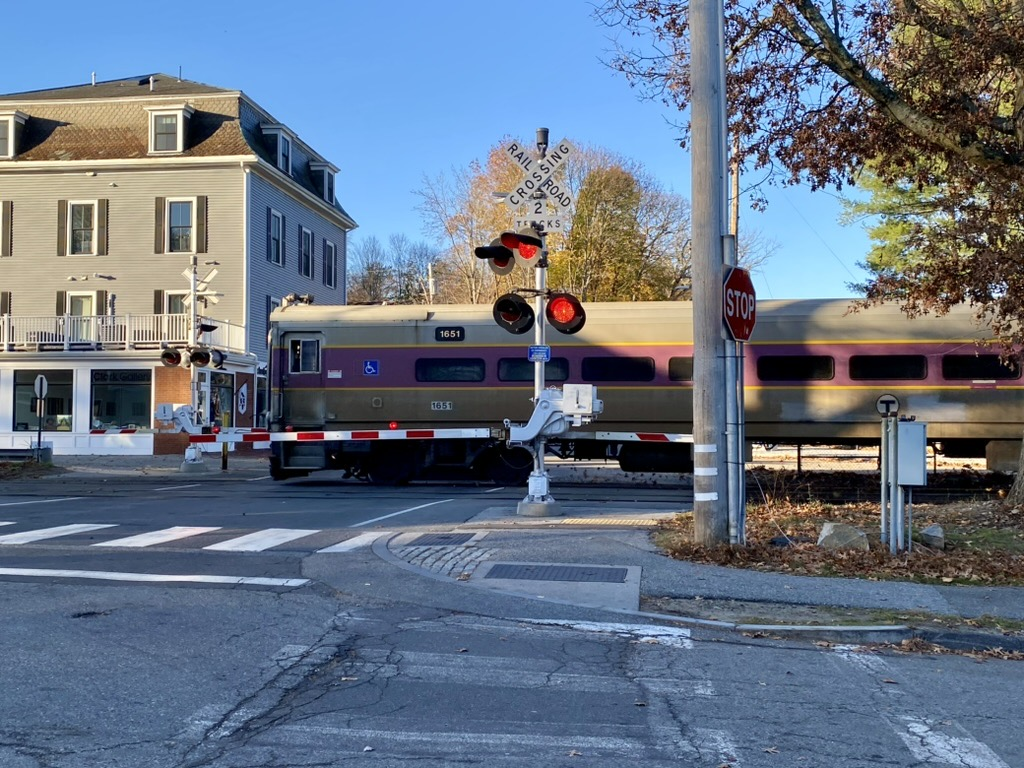 RAIL ROAD
CROSSING
2
TRACKS
STOP
1651
1651
T